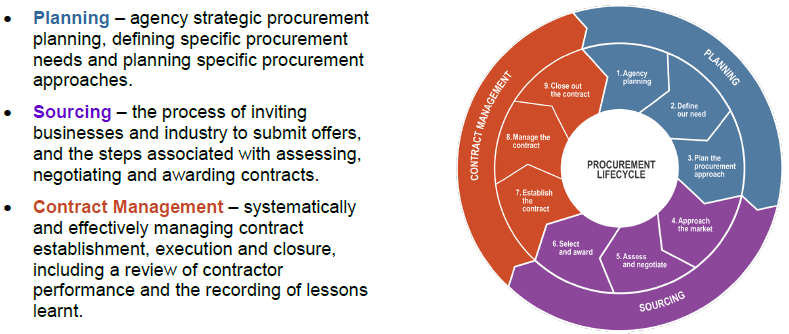 • Planning – agency strategic procurement
planning, defining specific procurement
needs and planning specific procurement
approaches.
• Sourcing – the process of inviting
businesses and industry to submit offers,
and the steps associated with assessing,
negotiating and awarding contracts.
• Contract Management – systematically
and effectively managing contract
establishment, execution and closure,
including a review of contractor
performance and the recording of lessons
learnt.
PLANNING
1. Agency
planning
2. Define
our need
3. Plan the
procurement
approach
SOURCING
4. Approach
the market
5. Assess
and negotiate
6. Select
and award
CONTRACT MANAGEMENT
7. Establish
the
contract
8. Manage the
contract
9. Close out
the contract
PROCUREMENT
LIFECYCLE